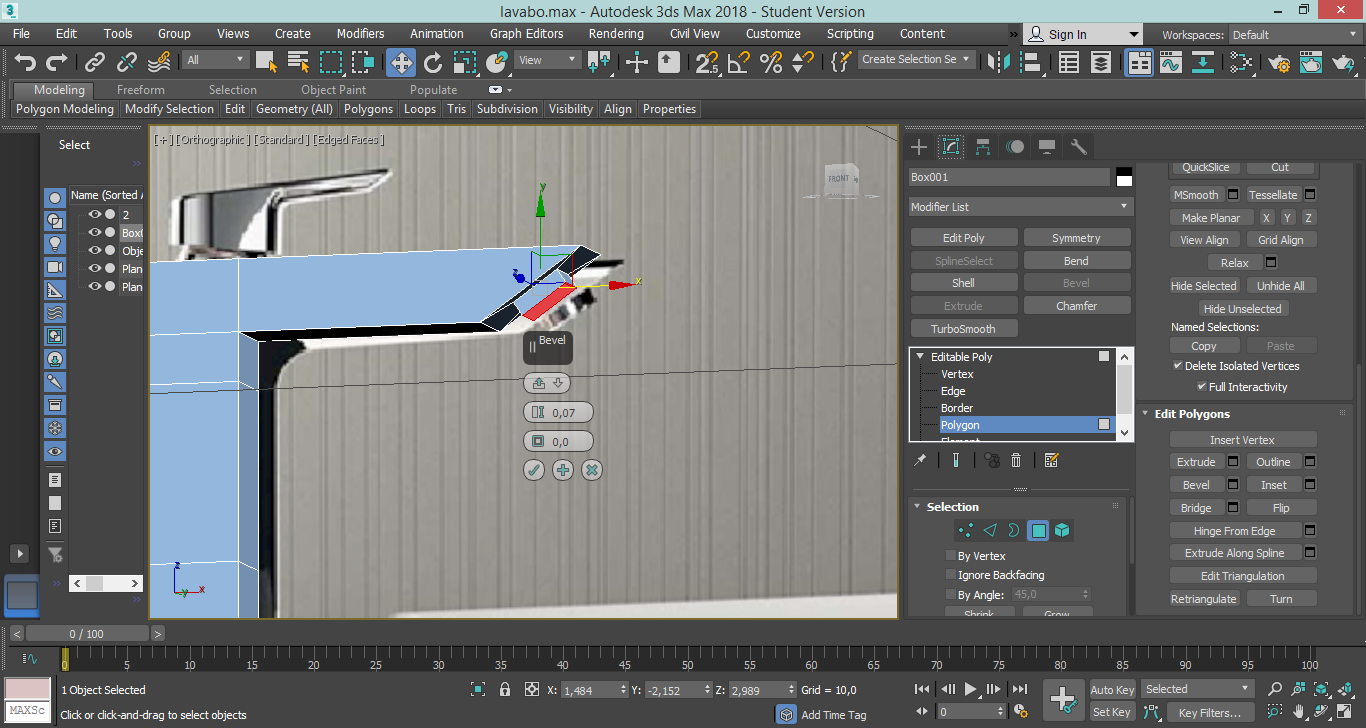 3
lavabo.max - Autodesk 3ds Max 2018 - Student Version
File Edit Tools Group Views Create Modifiers Animation Graph Editors Rendering Civil View Customize Scripting Content » Sign In Workspaces: Default
All View Create Selection Se
Modeling Freeform Selection Object Paint Populate
Polygon Modeling Modify Selection Edit Geometry (All) Polygons Loops Tris Subdivision Visibility Align Properties
Select
Name (Sorted A
2
Box0
Obje
Plan
Plan
[+] [Orthographic] [Standard] [Edged Faces]
FRONT
y
z
x
Bevel
0,07
0,0
z
y
x
Box001
Modifier List
Edit Poly Symmetry
SplineSelect Bend
Shell Bevel
Extrude Chamfer
TurboSmooth
Editable Poly
Vertex
Edge
Border
Polygon
Element
Selection
By Vertex
Ignore Backfacing
By Angle: 45,0
Shrink Grow
QuickSlice Cut
MSmooth Tessellate
Make Planar X Y Z
View Align Grid Align
Relax
Hide Selected Unhide All
Hide Unselected
Named Selections:
Copy Paste
Delete Isolated Vertices
Full Interactivity
Edit Polygons
Insert Vertex
Extrude Outline
Bevel Inset
Bridge Flip
Hinge From Edge
Extrude Along Spline
Edit Triangulation
Retriangulate Turn
< 0 / 100 >
0 5 10 15 20 25 30 35 40 45 50 55 60 65 70 75 80 85 90 95 100
1 Object Selected X: 1,484 Y: -2,152 Z: 2,989 Grid = 10,0 Auto Key Selected
MAXSc Click or click-and-drag to select objects Add Time Tag 0 Set Key Key Filters...